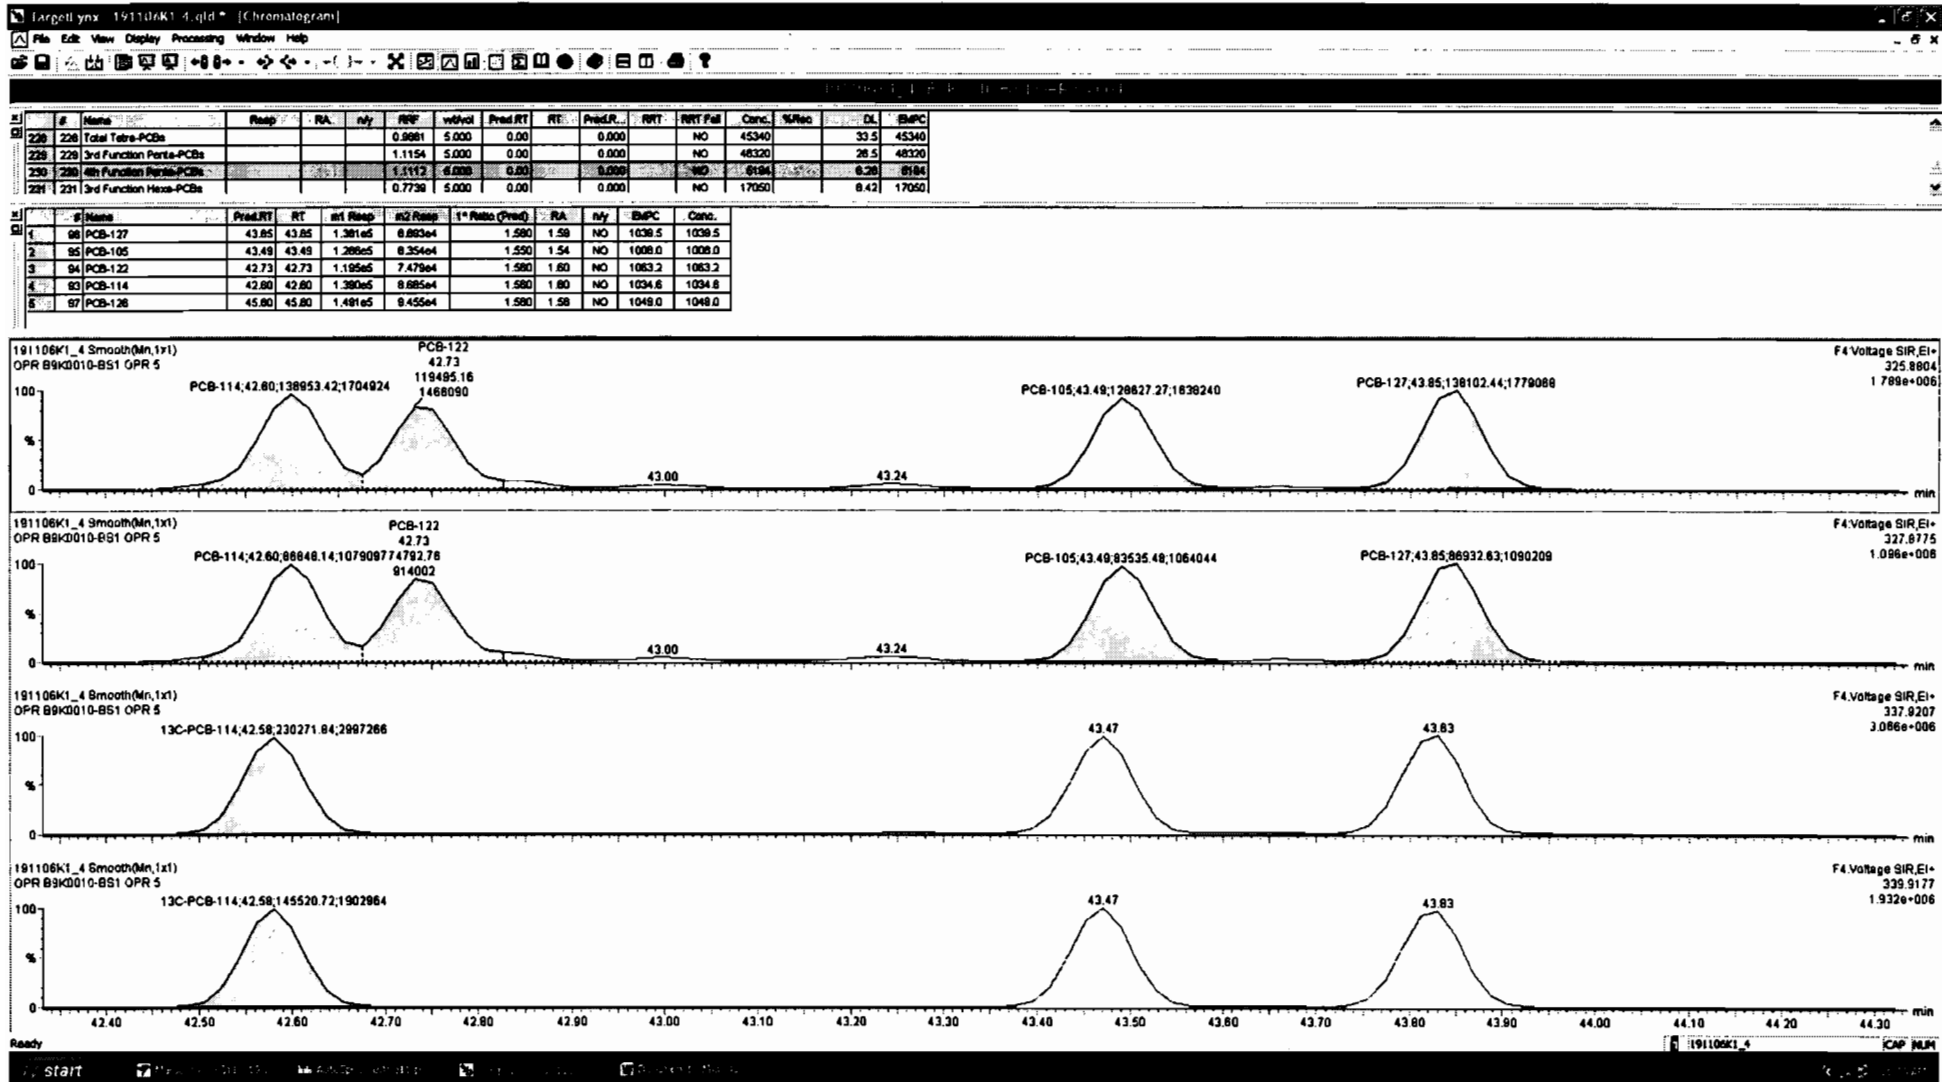 TargetLynx - 191106K1-4.qld * - [Chromatogram]
File Edit View Display Processing Window Help
# Name Resp RA n/y RRF wt/vol Pred.RT RT Pred.R... RRT RRT Fail Conc. %Rec DL EMPC
228 228 Total Tetra-PCBs 0.9881 5.000 0.00 0.000 NO 45340 33.5 45340
229 229 3rd Function Penta-PCBs 1.1154 5.000 0.00 0.000 NO 48320 26.5 48320
230 230 4th Function Penta-PCBs 1.1112 5.000 0.00 0.000 NO 6194 6.26 6194
231 231 3rd Function Hexa-PCBs 0.7739 5.000 0.00 0.000 NO 17050 8.42 17050
# Name Pred.RT RT m1 Resp m2 Resp 1° Ratio (Pred) RA n/y EMPC Conc.
1 98 PCB-127 43.85 43.85 1.381e5 8.693e4 1.580 1.59 NO 1039.5 1039.5
2 95 PCB-105 43.49 43.49 1.286e5 8.354e4 1.550 1.54 NO 1008.0 1008.0
3 94 PCB-122 42.73 42.73 1.195e5 7.479e4 1.580 1.60 NO 1063.2 1063.2
4 93 PCB-114 42.60 42.60 1.390e5 8.685e4 1.580 1.60 NO 1034.6 1034.6
5 97 PCB-126 45.80 45.80 1.491e5 9.455e4 1.580 1.58 NO 1049.0 1049.0
191106K1_4 Smooth(Mn,1x1)
OPR B9K0010-BS1 OPR 5
PCB-122
42.73
119495.16
1466090
PCB-114;42.60;138953.42;1704924
PCB-105;43.49;128627.27;1638240
PCB-127;43.85;138102.44;1779088
F4:Voltage SIR,EI+
325.8804
1.789e+006
100
%
0
43.00
43.24
min
191106K1_4 Smooth(Mn,1x1)
OPR B9K0010-BS1 OPR 5
PCB-122
42.73
PCB-114;42.60;86848.14;107909774792.76
914002
PCB-105;43.49;83535.48;1064044
PCB-127;43.85;86932.63;1090209
F4:Voltage SIR,EI+
327.8775
1.096e+006
100
%
0
43.00
43.24
min
191106K1_4 Smooth(Mn,1x1)
OPR B9K0010-BS1 OPR 5
13C-PCB-114;42.58;230271.84;2997266
43.47
43.83
F4:Voltage SIR,EI+
337.9207
3.066e+006
100
%
0
min
191106K1_4 Smooth(Mn,1x1)
OPR B9K0010-BS1 OPR 5
13C-PCB-114;42.58;145520.72;1902964
43.47
43.83
F4:Voltage SIR,EI+
339.9177
1.932e+006
100
%
0
min
42.40 42.50 42.60 42.70 42.80 42.90 43.00 43.10 43.20 43.30 43.40 43.50 43.60 43.70 43.80 43.90 44.00 44.10 44.20 44.30
Ready
191106K1_4 CAP NUM
start